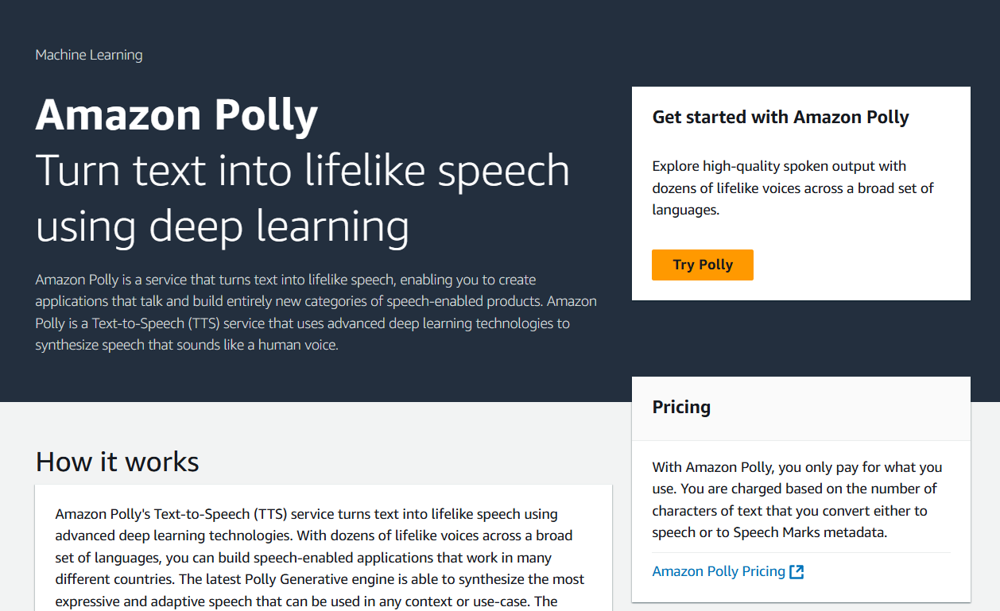 Machine Learning
Amazon Polly
Turn text into lifelike speech
using deep learning
Amazon Polly is a service that turns text into lifelike speech, enabling you to create
applications that talk and build entirely new categories of speech-enabled products. Amazon
Polly is a Text-to-Speech (TTS) service that uses advanced deep learning technologies to
synthesize speech that sounds like a human voice.
Get started with Amazon Polly
Explore high-quality spoken output with
dozens of lifelike voices across a broad set of
languages.
Try Polly
Pricing
With Amazon Polly, you only pay for what you
use. You are charged based on the number of
characters of text that you convert either to
speech or to Speech Marks metadata.
Amazon Polly Pricing
How it works
Amazon Polly's Text-to-Speech (TTS) service turns text into lifelike speech using
advanced deep learning technologies. With dozens of lifelike voices across a broad
set of languages, you can build speech-enabled applications that work in many
different countries. The latest Polly Generative engine is able to synthesize the most
expressive and adaptive speech that can be used in any context or use-case. The